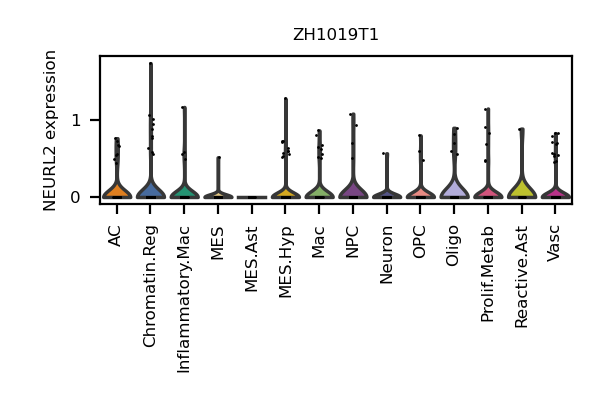 ZH1019T1
NEURL2 expression
1
0
AC
Chromatin.Reg
Inflammatory.Mac
MES
MES.Ast
MES.Hyp
Mac
NPC
Neuron
OPC
Oligo
Prolif.Metab
Reactive.Ast
Vasc